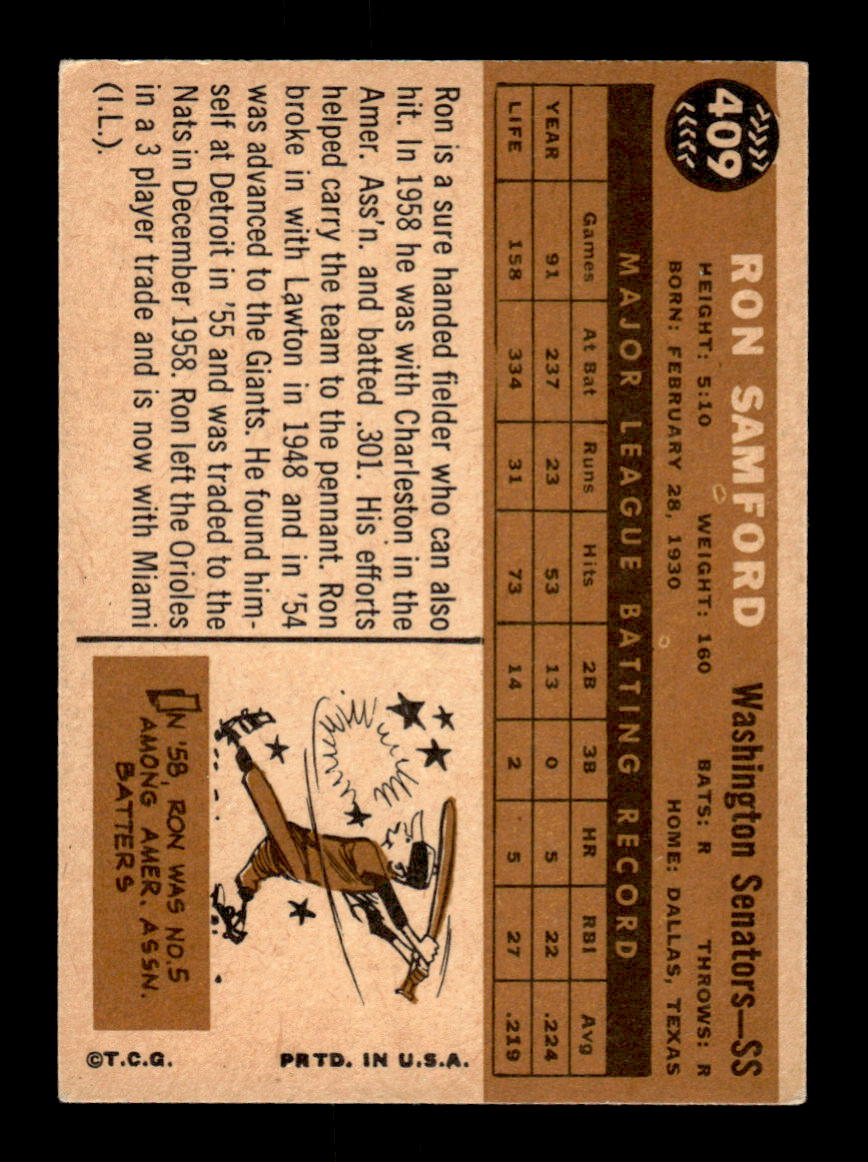 409
RON SAMFORD Washington Senators—SS
HEIGHT: 5:10 WEIGHT: 160 BATS: R THROWS: R
BORN: FEBRUARY 28, 1930 HOME: DALLAS, TEXAS
MAJOR LEAGUE BATTING RECORD
Games At Bat Runs Hits 2B 3B HR RBI Avg
YEAR 91 237 23 53 13 0 5 22 .224
LIFE 158 334 31 73 14 2 5 27 .219
Ron is a sure handed fielder who can also
hit. In 1958 he was with Charleston in the
Amer. Ass'n. and batted .301. His efforts
helped carry the team to the pennant. Ron
broke in with Lawton in 1948 and in '54
was advanced to the Giants. He found him-
self at Detroit in '55 and was traded to the
Nats in December 1958. Ron left the Orioles
in a 3 player trade and is now with Miami
(I.L.).
IN '58, RON WAS NO.5
AMONG AMER. ASSN.
BATTERS
©T.C.G. PRTD. IN U.S.A.